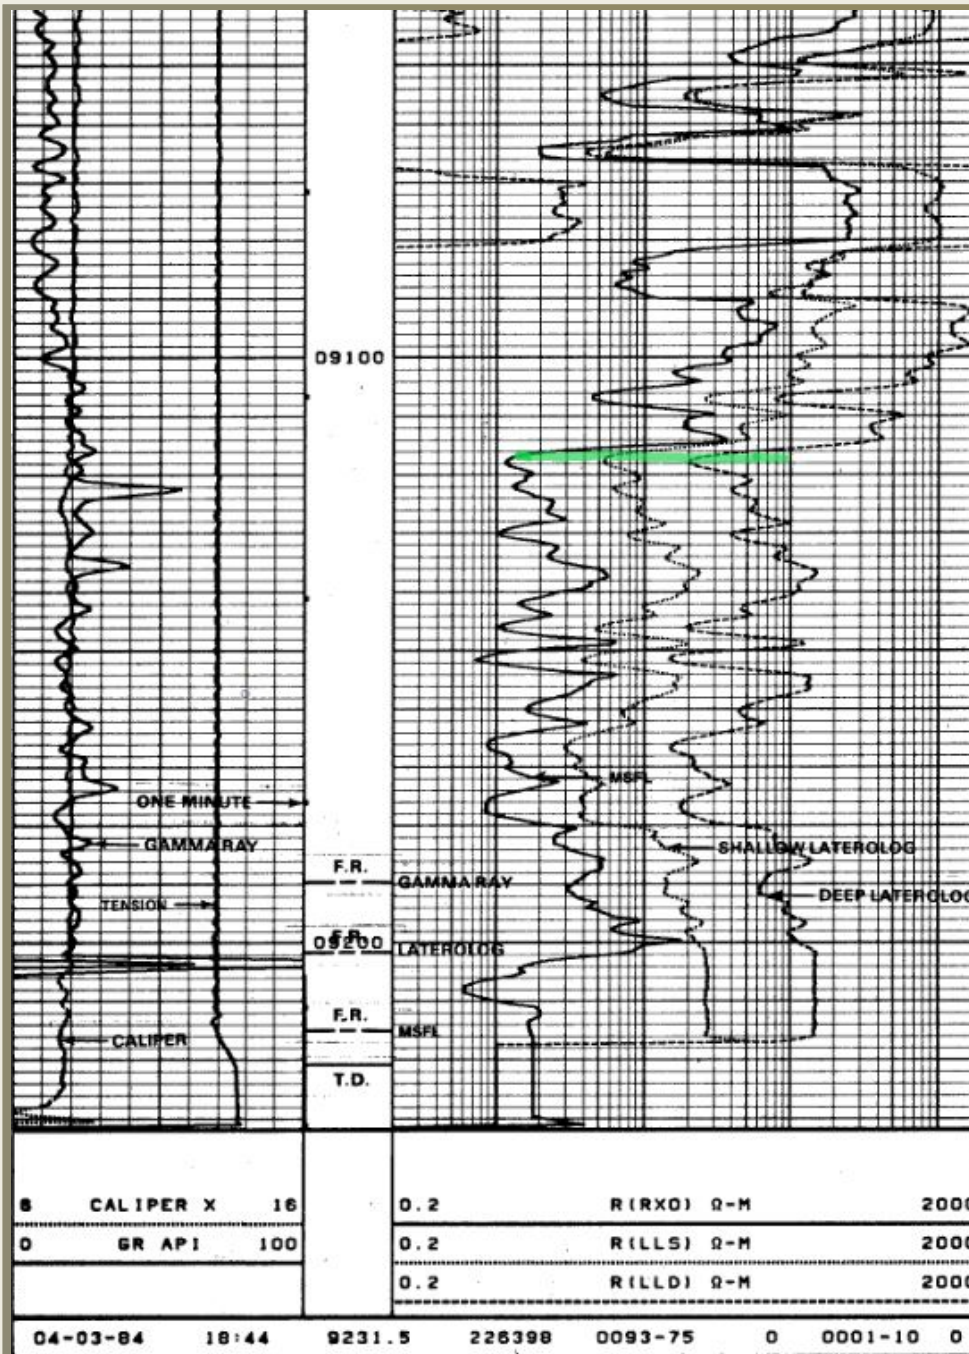 09100
MSFL
ONE MINUTE
GAMMA RAY
SHALLOW LATEROLOG
F.R.
GAMMA RAY
DEEP LATEROLOG
TENSION
F.R.
09200
LATEROLOG
F.R.
MSFL
CALIPER
T.D.
6 CALIPER X 16 0.2 R(RXO) Ω-M 2000
0 GR API 100 0.2 R(LLS) Ω-M 2000
0.2 R(LLD) Ω-M 2000
04-03-84 18:44 9231.5 226398 0093-75 0 0001-10 0